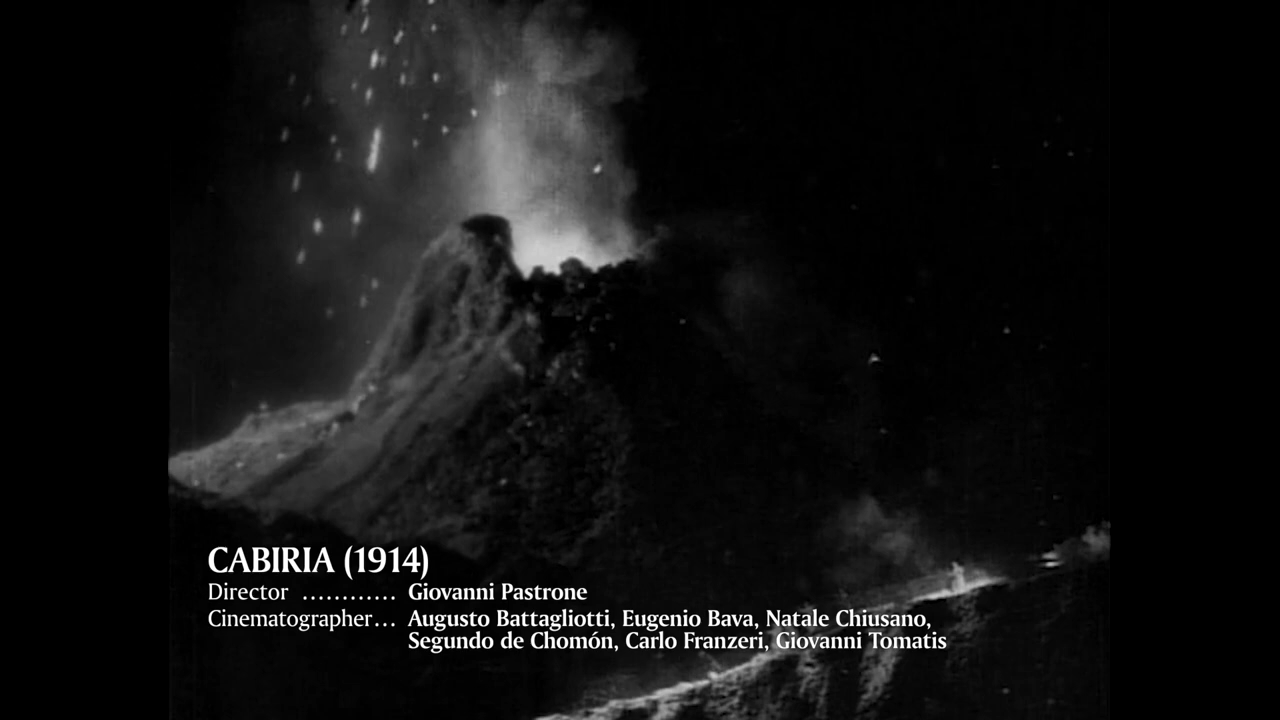 CABIRIA (1914)
Director ............ Giovanni Pastrone
Cinematographer... Augusto Battagliotti, Eugenio Bava, Natale Chiusano,
Segundo de Chomón, Carlo Franzeri, Giovanni Tomatis